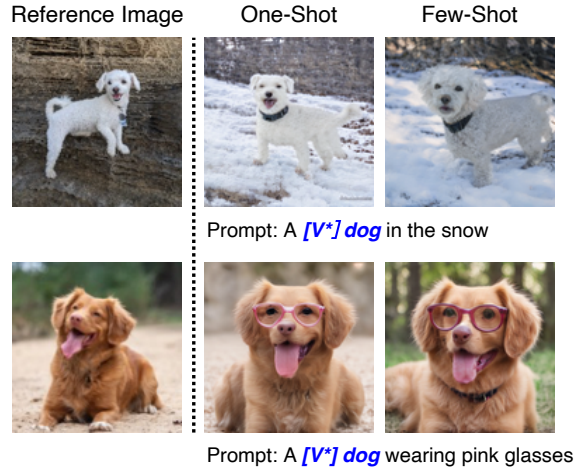 Reference Image One-Shot Few-Shot
Prompt: A [V*] dog in the snow
Prompt: A [V*] dog wearing pink glasses